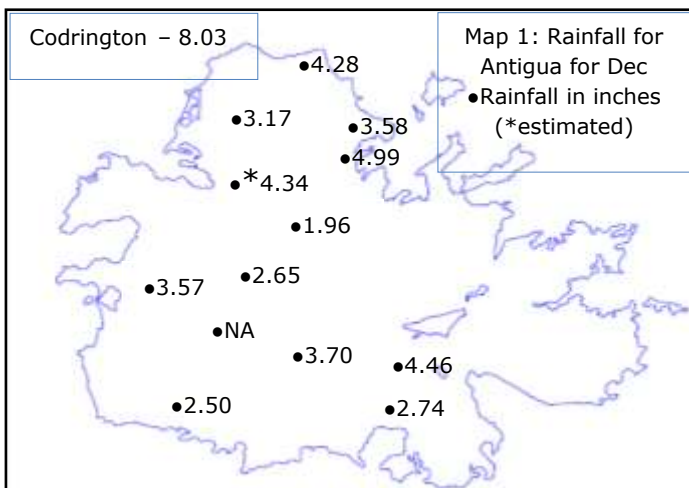 Codrington – 8.03
Map 1: Rainfall for
Antigua for Dec
●Rainfall in inches
(*estimated)
●4.28
●3.17
●3.58
●4.99
●*4.34
●1.96
●2.65
●3.57
●NA
●3.70
●4.46
●2.50
●2.74